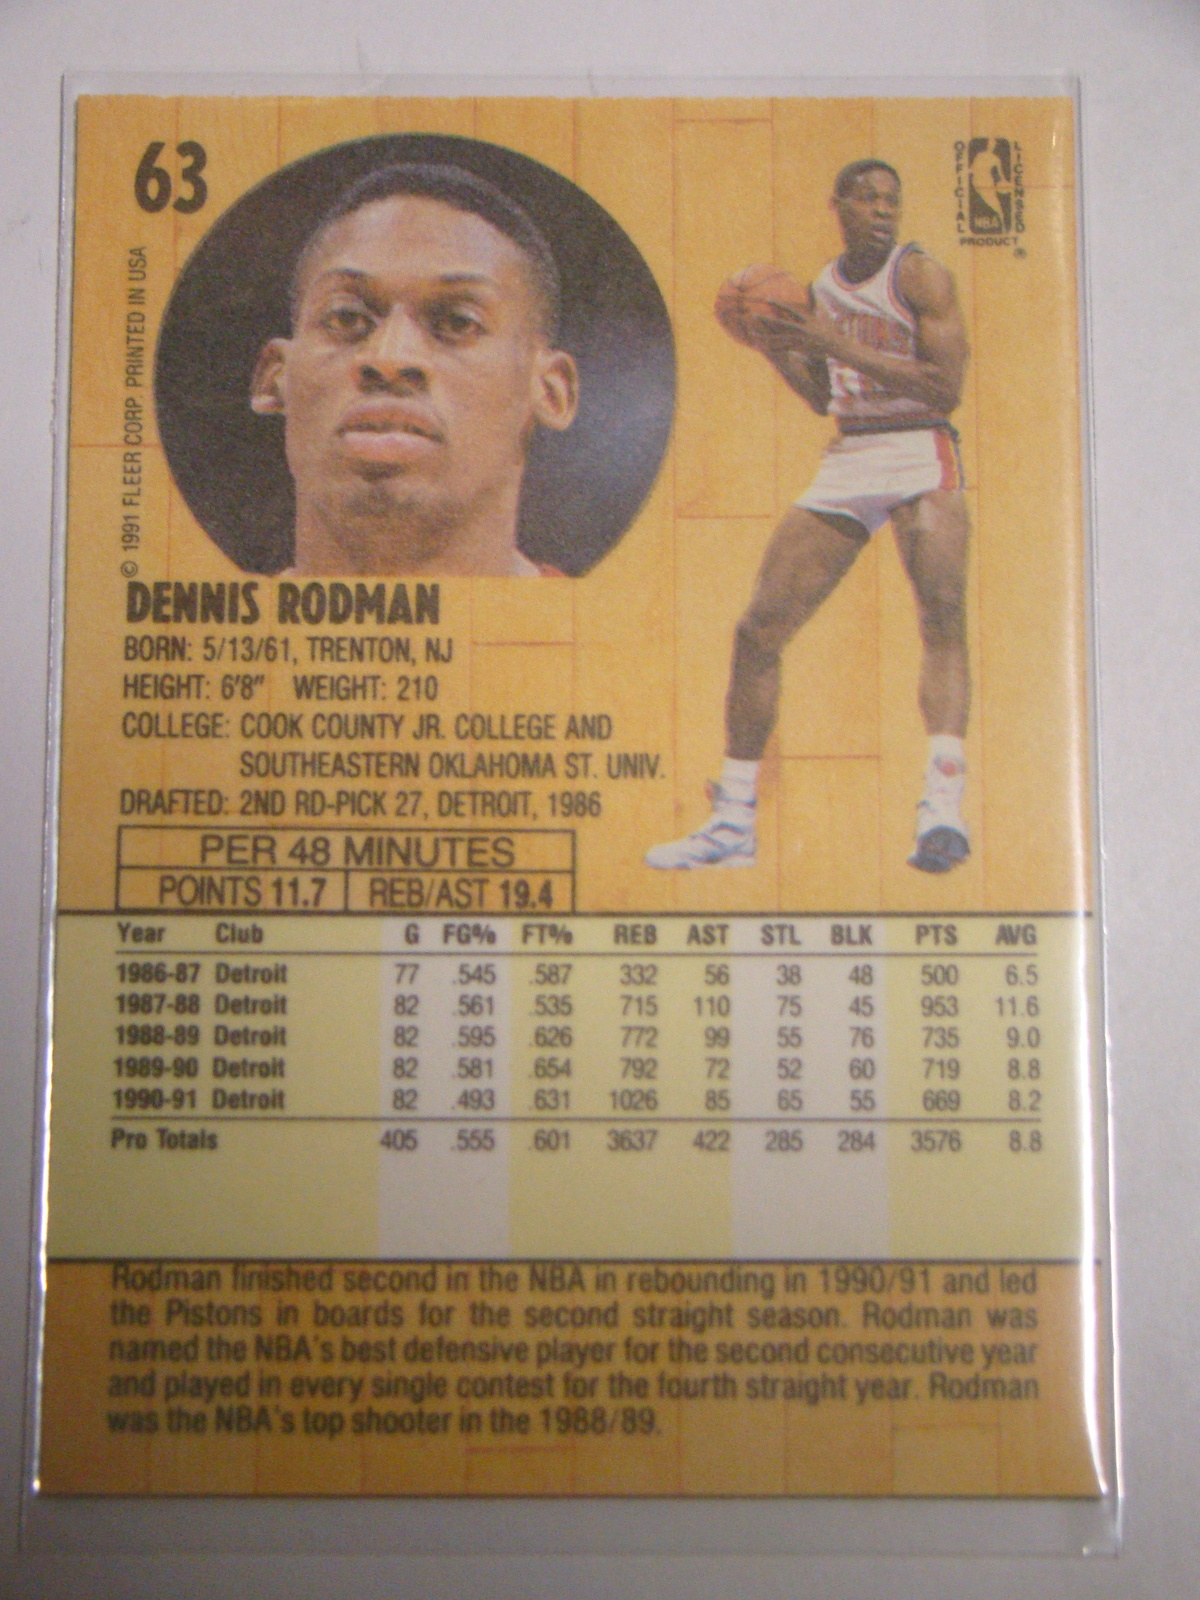 63
OFFICIAL LICENSED
NBA
PRODUCT ®
© 1991 FLEER CORP. PRINTED IN USA
PISTONS
DENNIS RODMAN
BORN: 5/13/61, TRENTON, NJ
HEIGHT: 6'8" WEIGHT: 210
COLLEGE: COOK COUNTY JR. COLLEGE AND
SOUTHEASTERN OKLAHOMA ST. UNIV.
DRAFTED: 2ND RD-PICK 27, DETROIT, 1986
PER 48 MINUTES
POINTS 11.7 REB/AST 19.4
Year Club G FG% FT% REB AST STL BLK PTS AVG
1986-87 Detroit 77 .545 .587 332 56 38 48 500 6.5
1987-88 Detroit 82 .561 .535 715 110 75 45 953 11.6
1988-89 Detroit 82 .595 .626 772 99 55 76 735 9.0
1989-90 Detroit 82 .581 .654 792 72 52 60 719 8.8
1990-91 Detroit 82 .493 .631 1026 85 65 55 669 8.2
Pro Totals 405 .555 .601 3637 422 285 284 3576 8.8
Rodman finished second in the NBA in rebounding in 1990/91 and led
the Pistons in boards for the second straight season. Rodman was
named the NBA's best defensive player for the second consecutive year
and played in every single contest for the fourth straight year. Rodman
was the NBA's top shooter in the 1988/89.